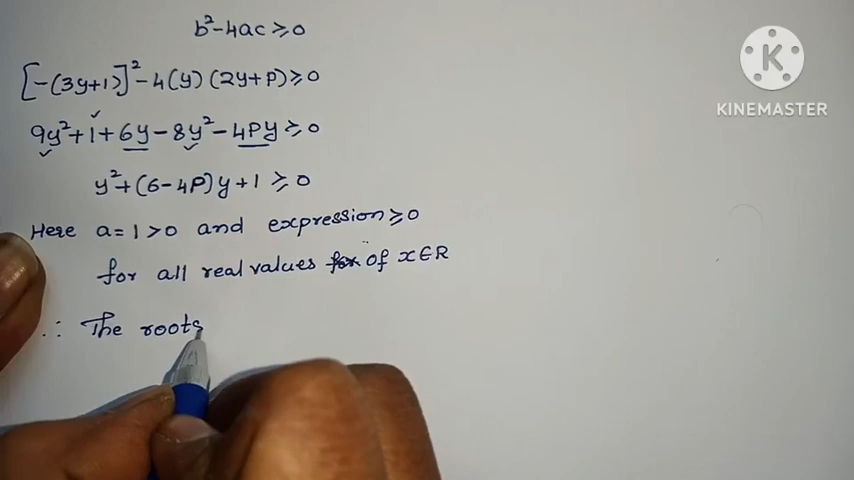 b²-4ac ≥ 0
[-(3y+1)]² - 4(y) (2y+P) ≥ 0
9y² + 1 + 6y - 8y² - 4Py ≥ 0
y² + (6-4P)y + 1 ≥ 0
Here a = 1 > 0 and expression ≥ 0
for all real values for of x∈R
∴ The roots
K
KINEMASTER